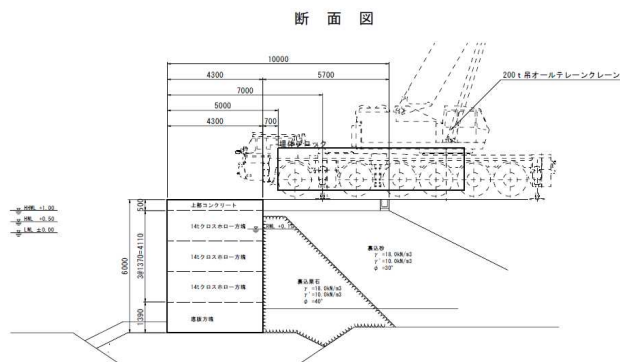 断面図
10000
4300 5700
200t吊オールテレーンクレーン
7000
5000
4300 700
上部コンクリート
HHWL +1.00
HWL +0.50
LWL ±0.00
500
14tクロスホロー方塊
14tクロスホロー方塊
14tクロスホロー方塊
3@1370=4110
6000
1390
裏込砂
γ =18.0kN/m3
γ'=10.0kN/m3
φ =30°
裏込栗石
γ =18.0kN/m3
γ'=10.0kN/m3
φ =40°